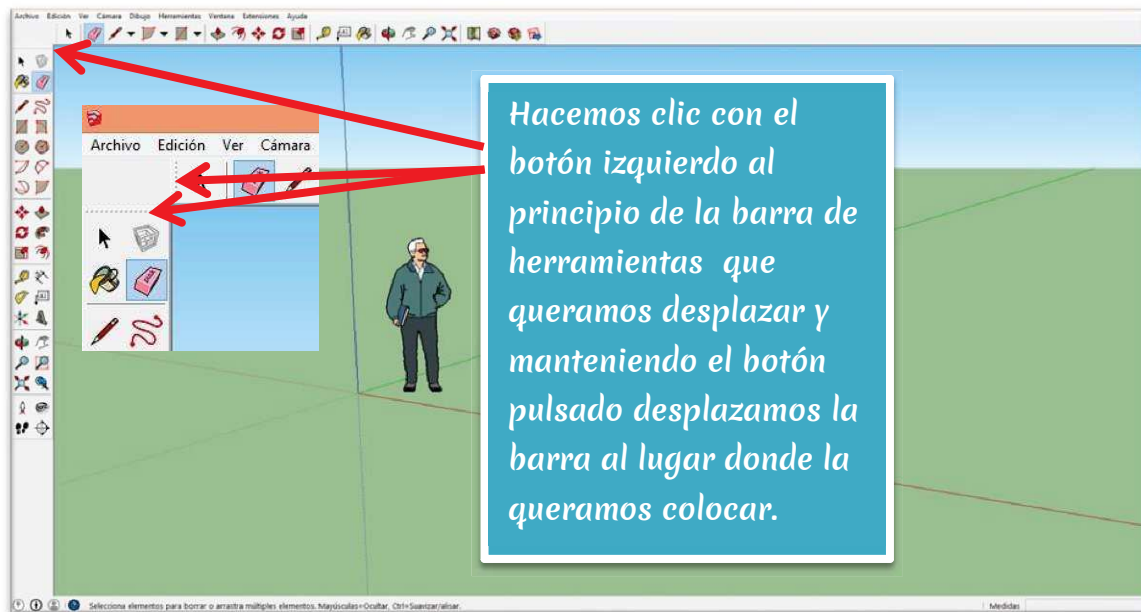 Archivo Edición Ver Cámara Dibujo Herramientas Ventana Extensiones Ayuda
Archivo Edición Ver Cámara
Hacemos clic con el
botón izquierdo al
principio de la barra de
herramientas que
queramos desplazar y
manteniendo el botón
pulsado desplazamos la
barra al lugar donde la
queramos colocar.
Selecciona elementos para borrar o arrastra múltiples elementos. Mayúsculas=Ocultar, Ctrl=Suavizar/alisar.
Medidas